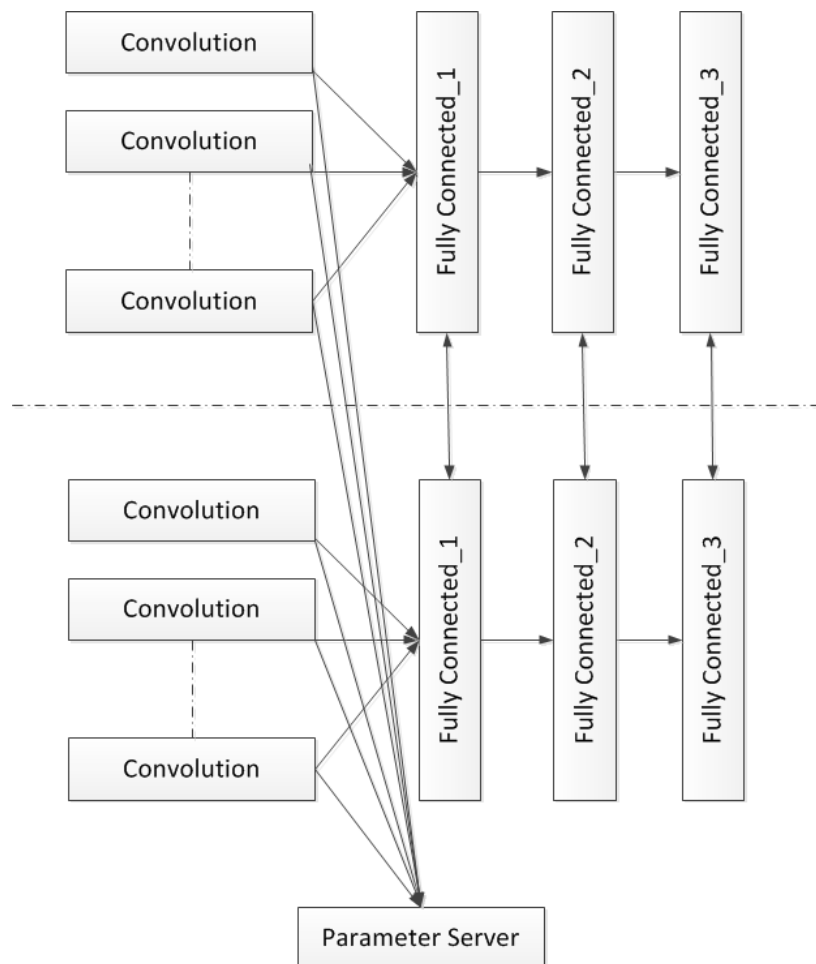 Convolution
Convolution
Convolution
Fully Connected_1
Fully Connected_2
Fully Connected_3
Convolution
Convolution
Convolution
Fully Connected_1
Fully Connected_2
Fully Connected_3
Parameter Server